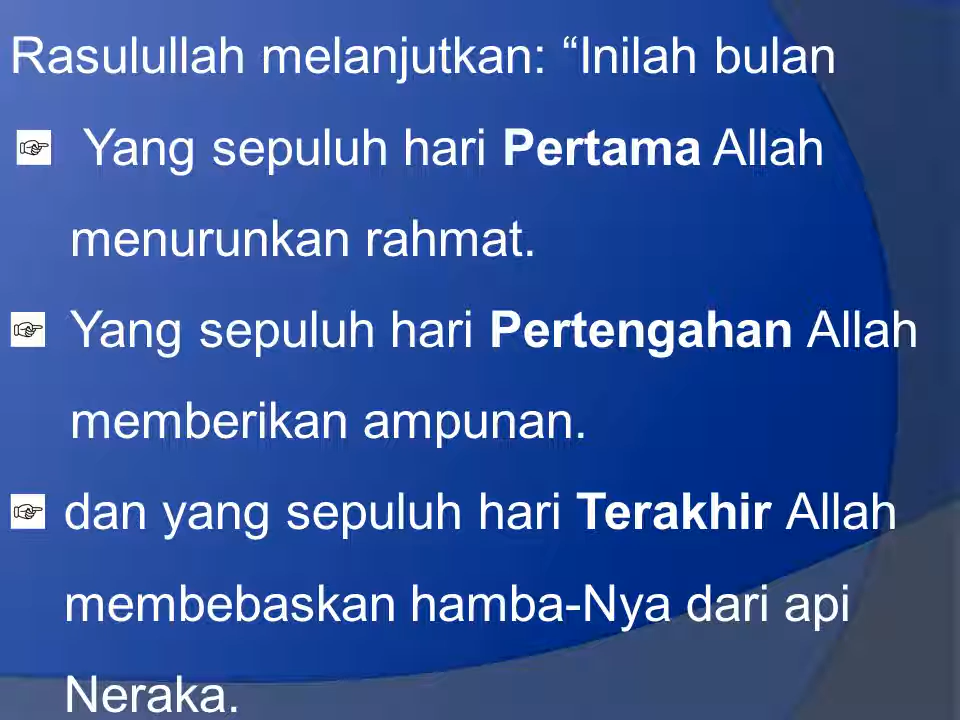 Rasulullah melanjutkan: “Inilah bulan
☞ Yang sepuluh hari Pertama Allah
menurunkan rahmat.
☞ Yang sepuluh hari Pertengahan Allah
memberikan ampunan.
☞ dan yang sepuluh hari Terakhir Allah
membebaskan hamba-Nya dari api
Neraka.